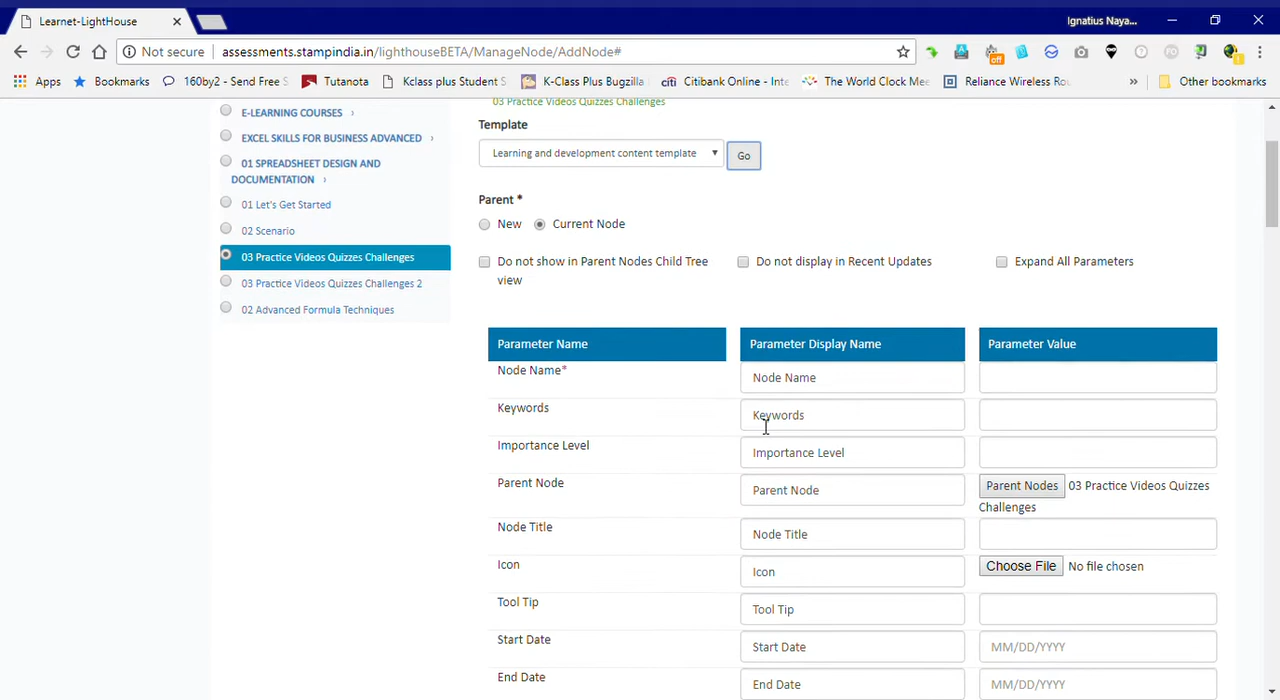 Learnet-LightHouse
Ignatius Naya...
Not secure assessments.stampindia.in/lighthouseBETA/ManageNode/AddNode#
off
Apps Bookmarks 160by2 - Send Free S Tutanota Kclass plus Student S K-Class Plus Bugzilla citi Citibank Online - Inte The World Clock Mee Reliance Wireless Rou » Other bookmarks
E-LEARNING COURSES ›
EXCEL SKILLS FOR BUSINESS ADVANCED ›
01 SPREADSHEET DESIGN AND
DOCUMENTATION ›
01 Let's Get Started
02 Scenario
03 Practice Videos Quizzes Challenges
03 Practice Videos Quizzes Challenges 2
02 Advanced Formula Techniques
03 Practice Videos Quizzes Challenges
Template
Learning and development content template Go
Parent *
New Current Node
Do not show in Parent Nodes Child Tree
view
Do not display in Recent Updates
Expand All Parameters
Parameter Name Parameter Display Name Parameter Value
Node Name* Node Name
Keywords Keywords
Importance Level Importance Level
Parent Node Parent Node Parent Nodes 03 Practice Videos Quizzes
Challenges
Node Title Node Title
Icon Icon Choose File No file chosen
Tool Tip Tool Tip
Start Date Start Date MM/DD/YYYY
End Date End Date MM/DD/YYYY